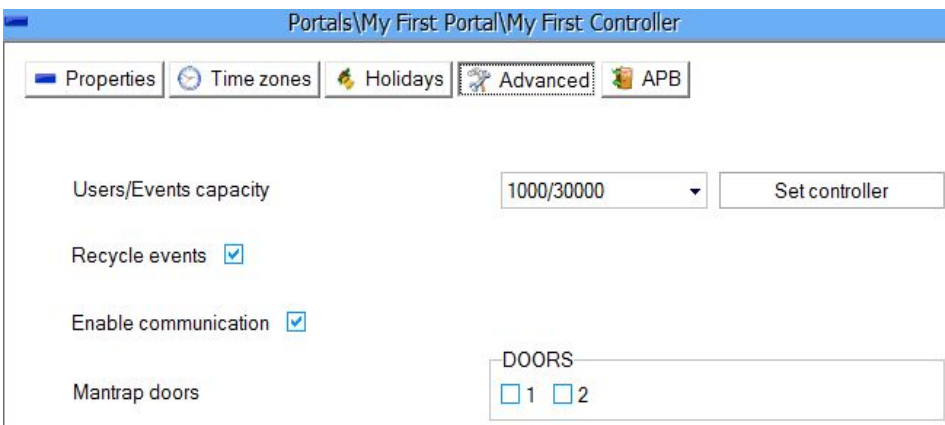 Portals\My First Portal\My First Controller
Properties Time zones Holidays Advanced APB
Users/Events capacity 1000/30000 Set controller
Recycle events
Enable communication
DOORS
Mantrap doors 1 2